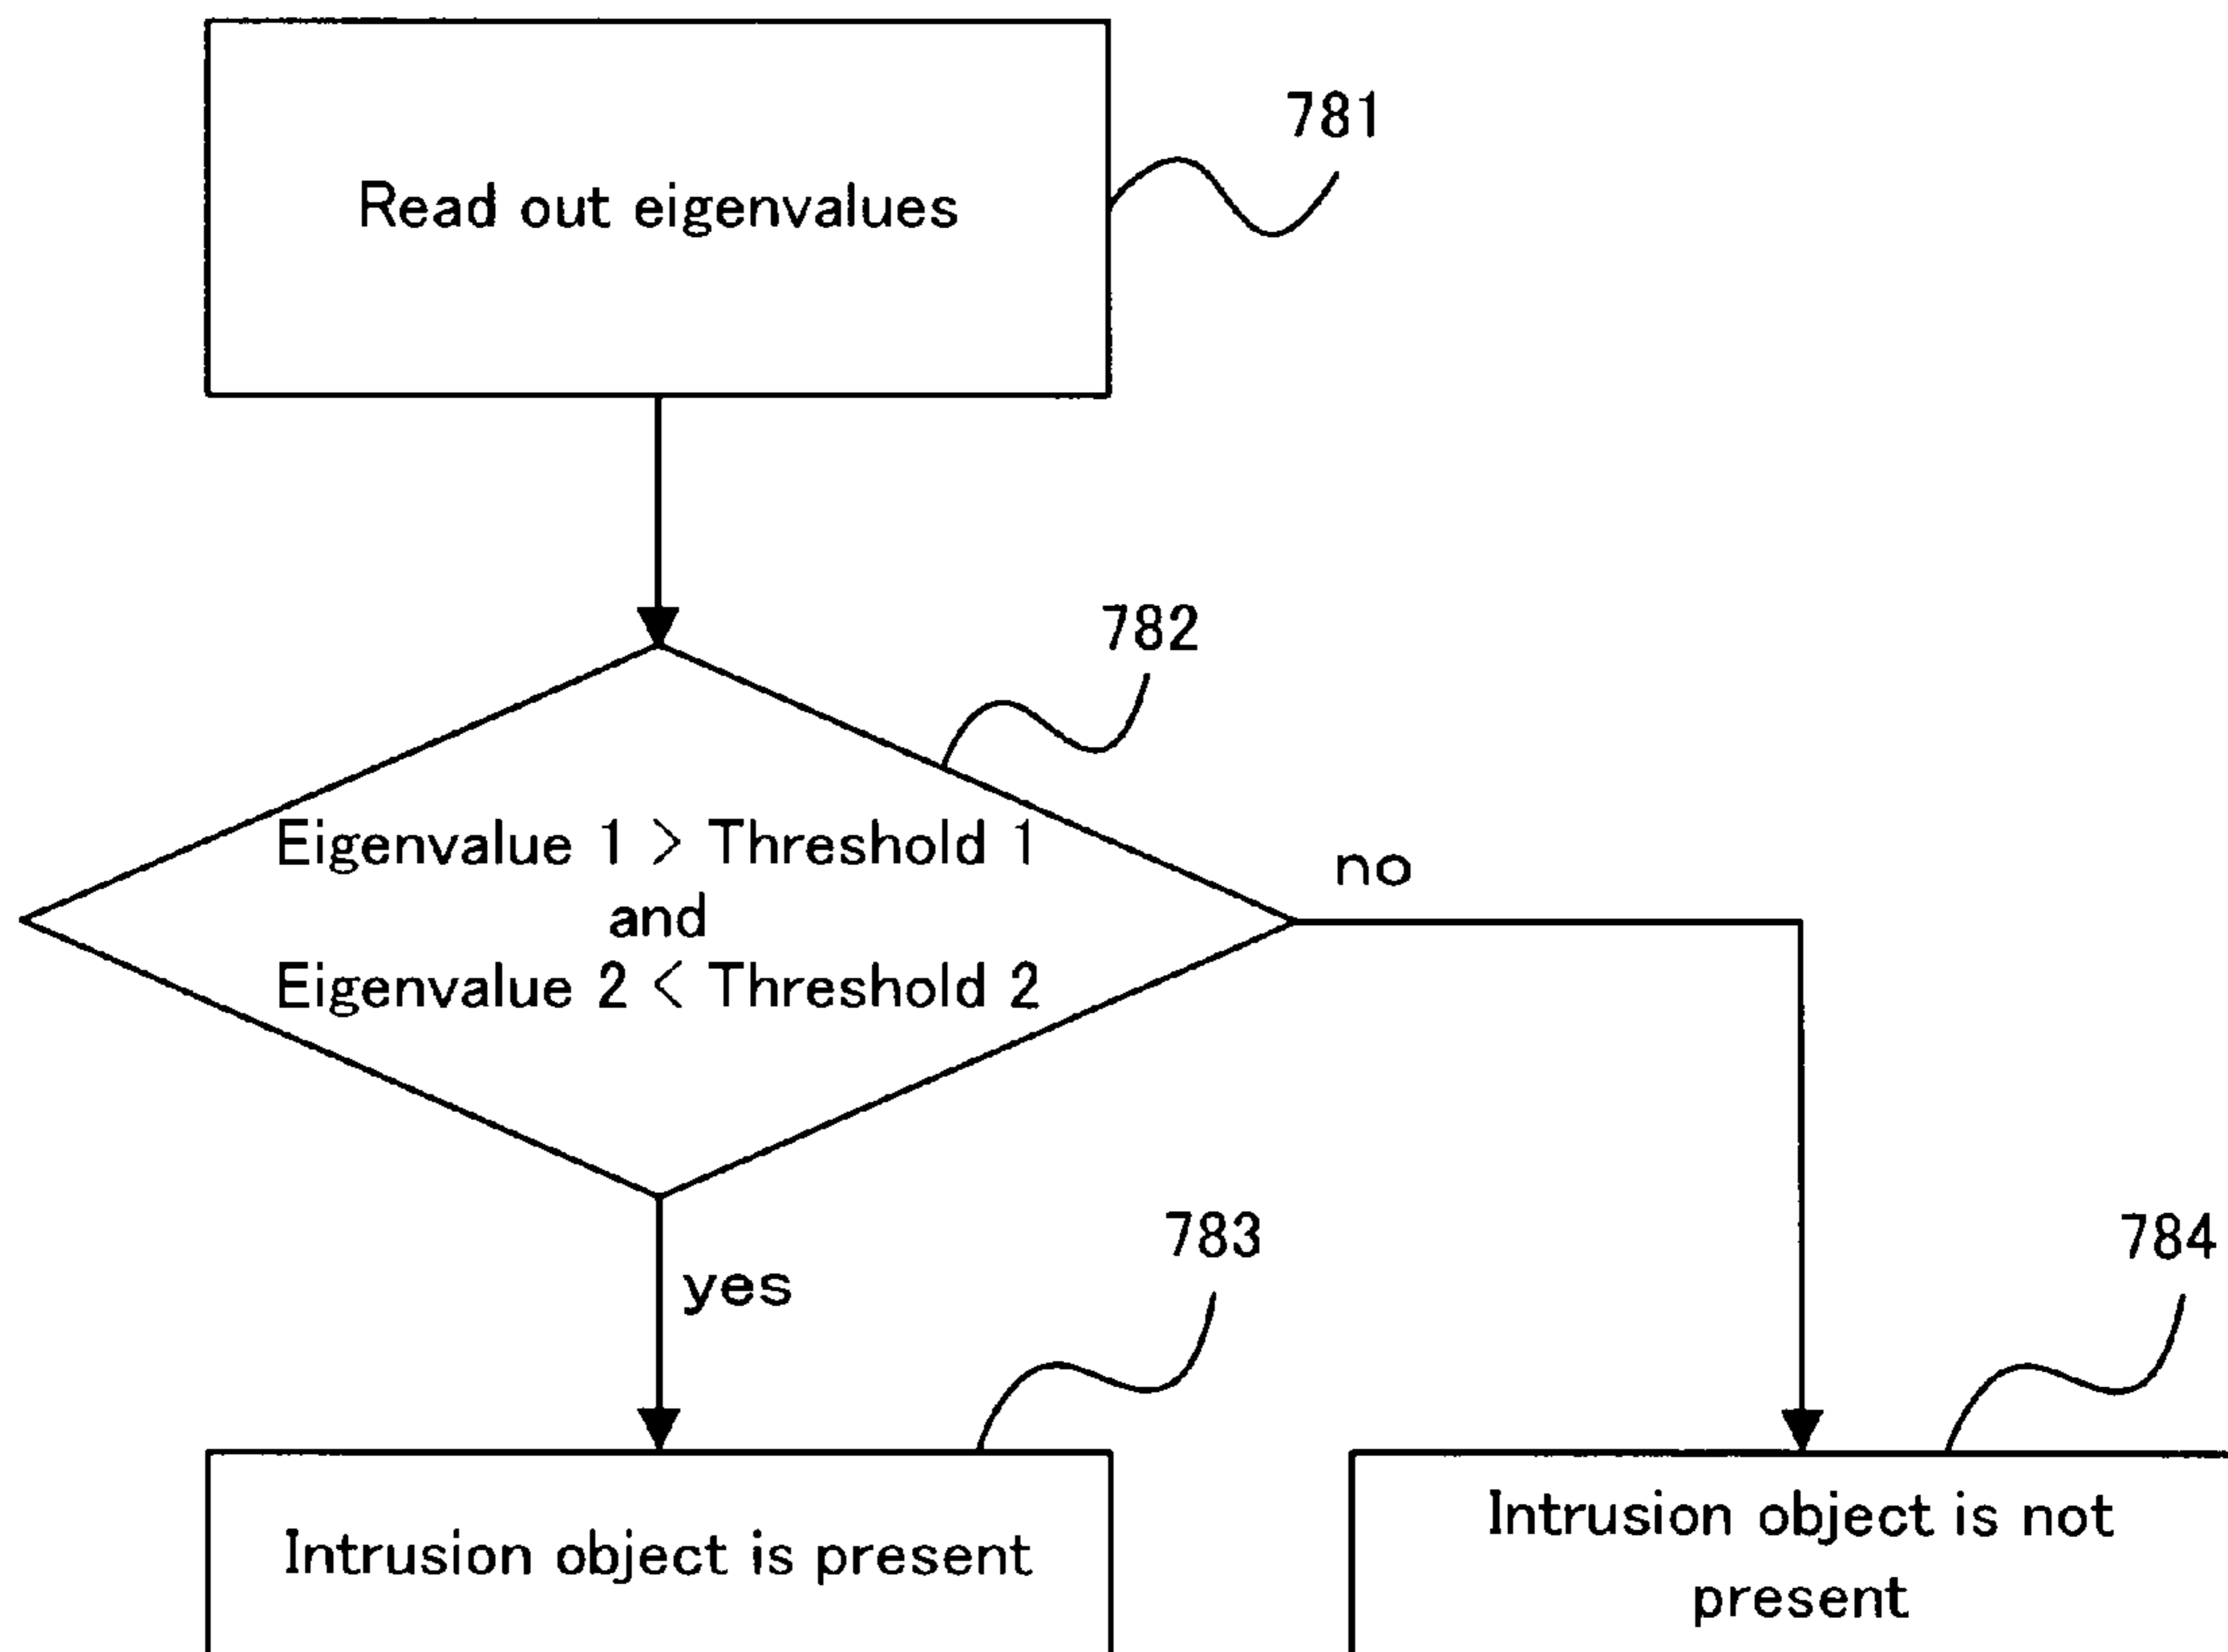 781
Read out eigenvalues
782
Eigenvalue 1 > Threshold 1
and
Eigenvalue 2 < Threshold 2
no
yes
783
784
Intrusion object is present
Intrusion object is not
present